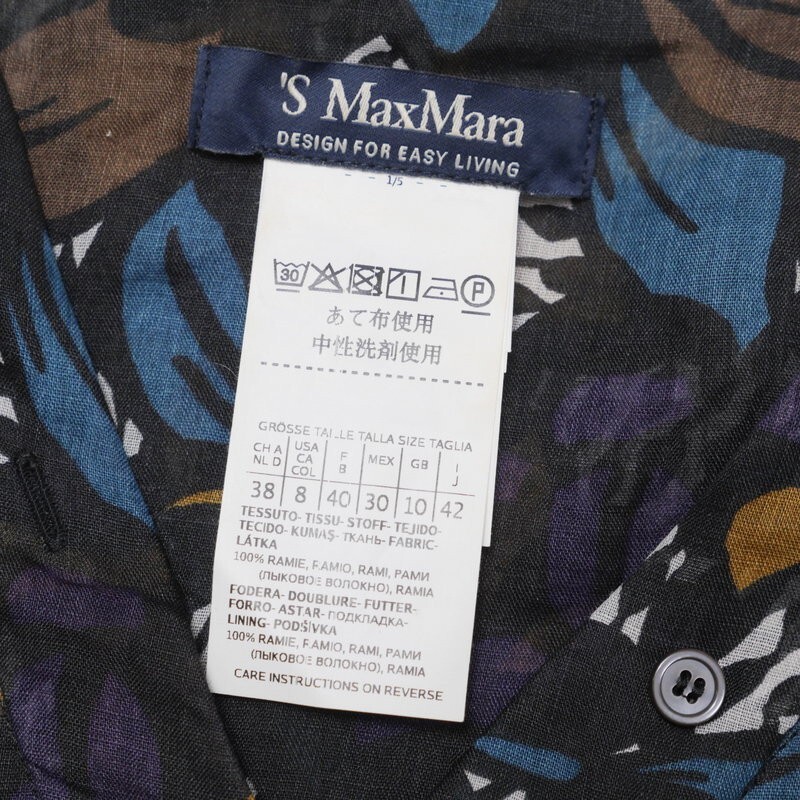 'S MaxMara
DESIGN FOR EASY LIVING
1/5
30 P
あて布使用
中性洗剤使用
GRÖSSE TAILLE TALLA SIZE TAGLIA
CH A USA F MEX GB I
NL D CA B J
COL
38 8 40 30 10 42
TESSUTO- TISSU- STOFF- TEJIDO-
TECIDO- KUMAŞ- ТКАНЬ- FABRIC-
LÁTKA
100% RAMIE, RAMIO, RAMI, РАМИ
(ЛЫКОВОЕ ВОЛОКНО), RAMIA
FODERA- DOUBLURE- FUTTER-
FORRO- ASTAR- ПОДКЛАДКА-
LINING- PODŠÍVKA
100% RAMIE, RAMIO, RAMI, РАМИ
(ЛЫКОВОЕ ВОЛОКНО), RAMIA
CARE INSTRUCTIONS ON REVERSE